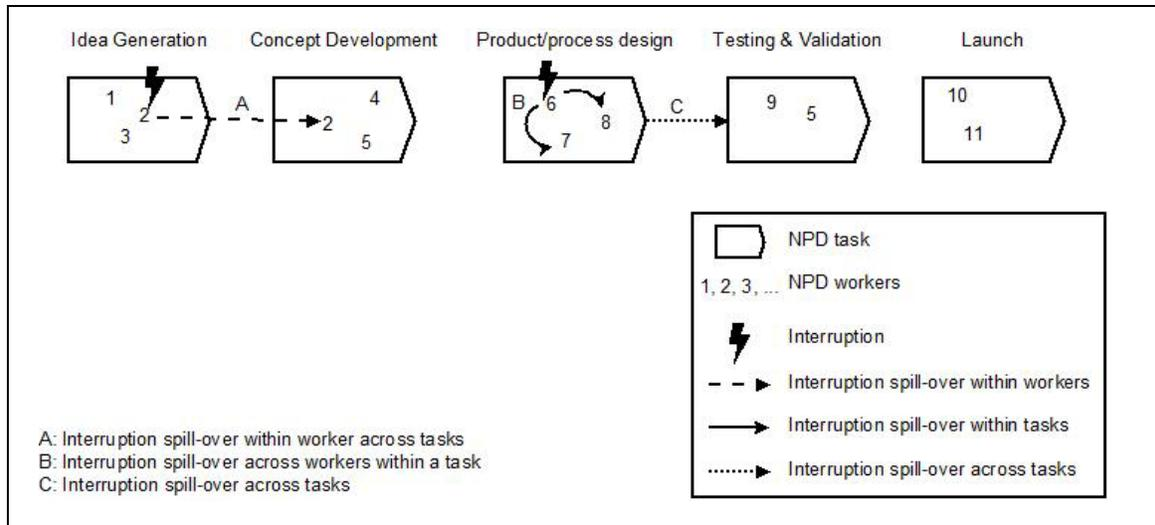 Idea Generation Concept Development Product/process design Testing & Validation Launch
1 4 B 6 C 9 10
A
2 2 8 5
3 5 7 11
NPD task
1, 2, 3, ... NPD workers
Interruption
Interruption spill-over within workers
Interruption spill-over within tasks
Interruption spill-over across tasks
A: Interruption spill-over within worker across tasks
B: Interruption spill-over across workers within a task
C: Interruption spill-over across tasks